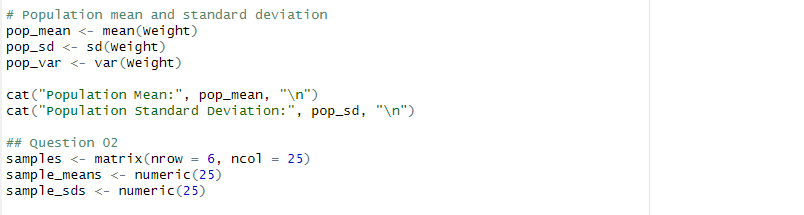 # Population mean and standard deviation
pop_mean <- mean(Weight)
pop_sd <- sd(Weight)
pop_var <- var(Weight)
cat("Population Mean:", pop_mean, "\n")
cat("Population Standard Deviation:", pop_sd, "\n")
## Question 02
samples <- matrix(nrow = 6, ncol = 25)
sample_means <- numeric(25)
sample_sds <- numeric(25)